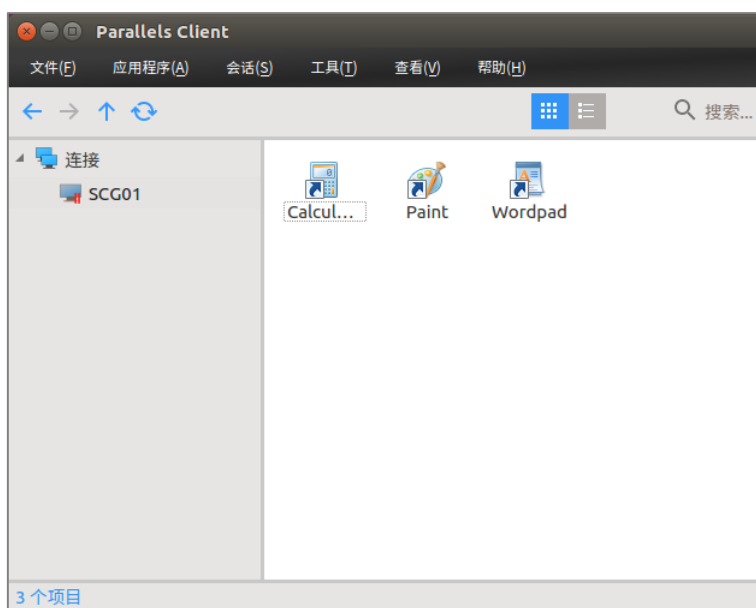 Parallels Client
文件(F) 应用程序(A) 会话(S) 工具(T) 查看(V) 帮助(H)
搜索...
连接
SCG01
Calcul... Paint Wordpad
3 个项目